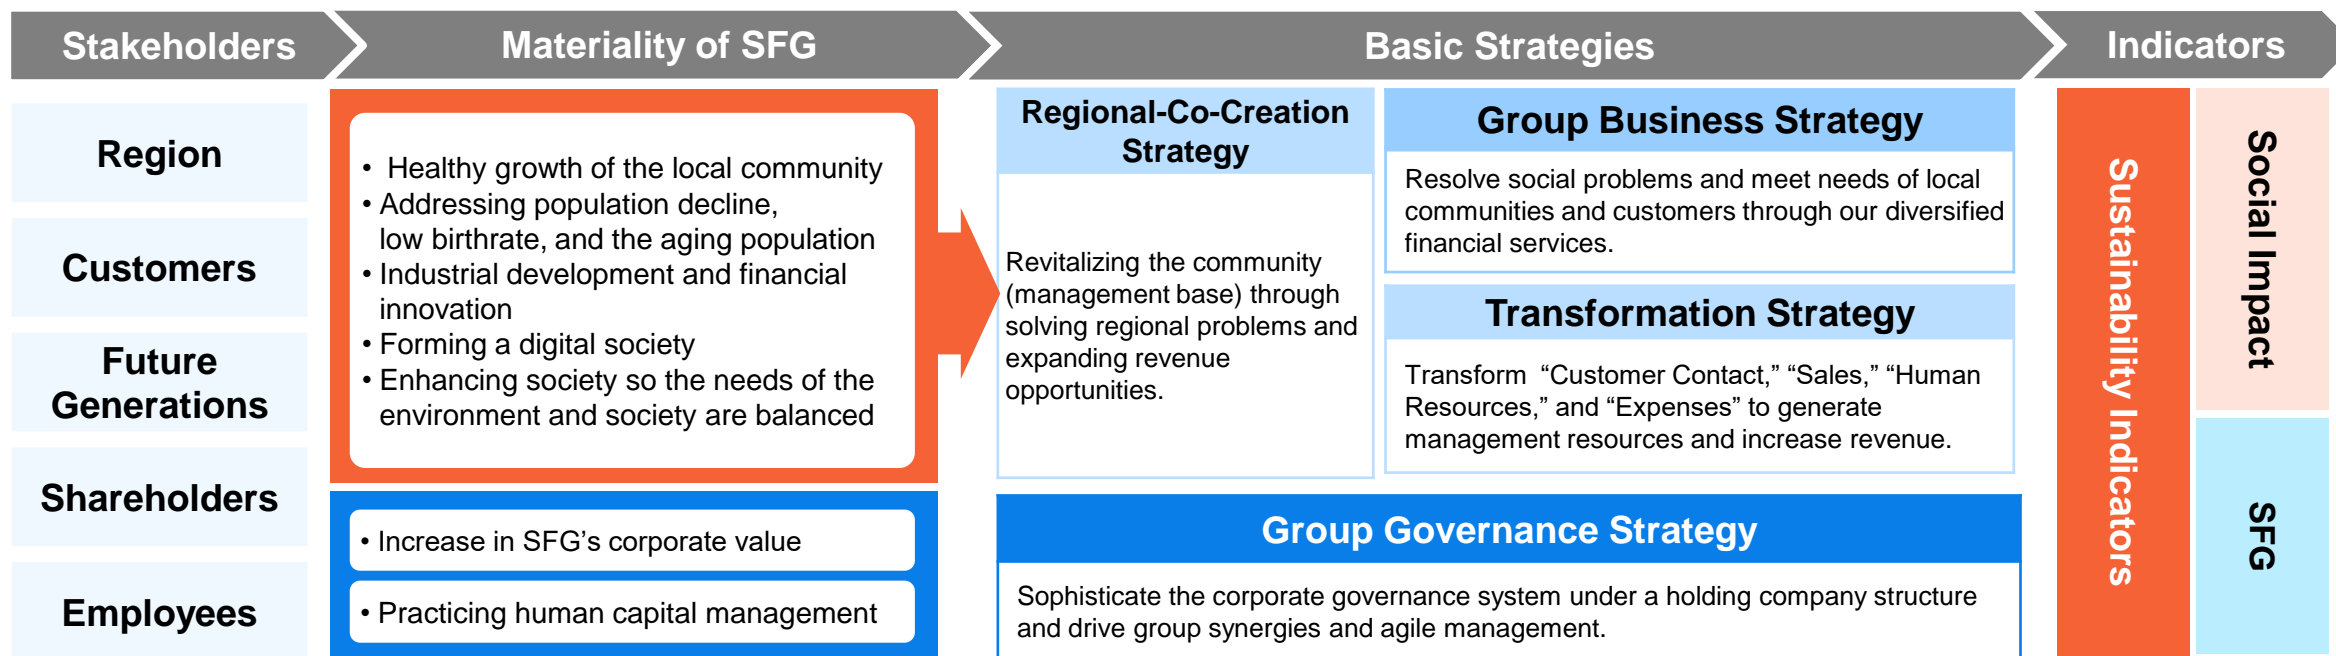 Stakeholders
Materiality of SFG
Basic Strategies
Indicators
Region
Customers
Future
Generations
Shareholders
Employees
• Healthy growth of the local community
• Addressing population decline,
low birthrate, and the aging population
• Industrial development and financial
innovation
• Forming a digital society
• Enhancing society so the needs of the
environment and society are balanced
• Increase in SFG’s corporate value
• Practicing human capital management
Regional-Co-Creation
Strategy
Revitalizing the community
(management base) through
solving regional problems and
expanding revenue
opportunities.
Group Business Strategy
Resolve social problems and meet needs of local
communities and customers through our diversified
financial services.
Transformation Strategy
Transform “Customer Contact,” “Sales,” “Human
Resources,” and “Expenses” to generate
management resources and increase revenue.
Group Governance Strategy
Sophisticate the corporate governance system under a holding company structure
and drive group synergies and agile management.
Sustainability Indicators
Social Impact
SFG